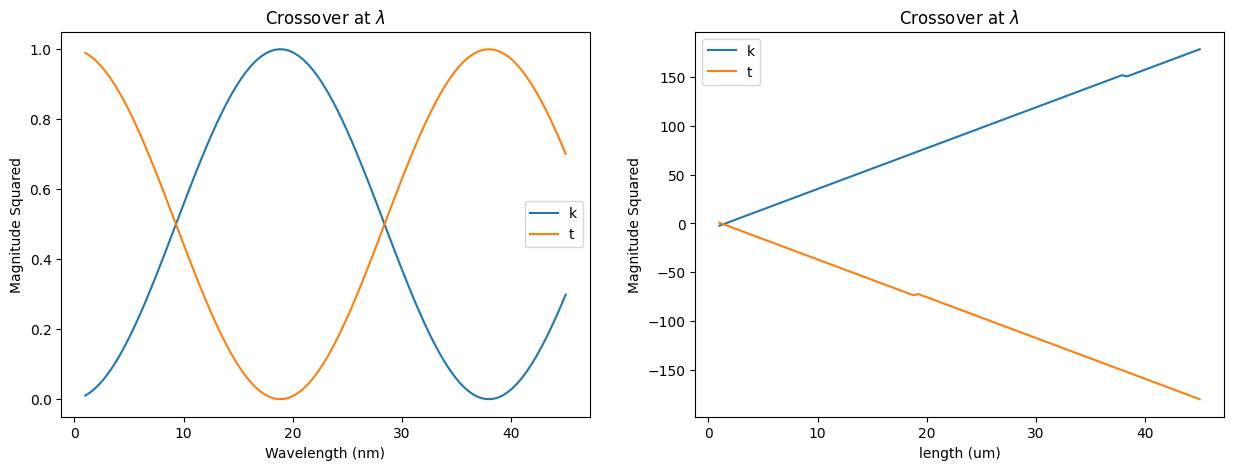 Crossover at λ
Magnitude Squared
1.0
0.8
0.6
0.4
0.2
0.0
k
t
0
10
20
30
40
Wavelength (nm)
Crossover at λ
Magnitude Squared
150
100
50
0
−50
−100
−150
k
t
0
10
20
30
40
length (um)